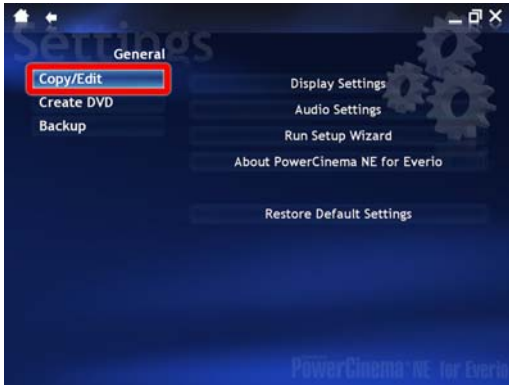 Settings
General
Copy/Edit
Create DVD
Backup
Display Settings
Audio Settings
Run Setup Wizard
About PowerCinema NE for Everio
Restore Default Settings
PowerCinema NE for Everio